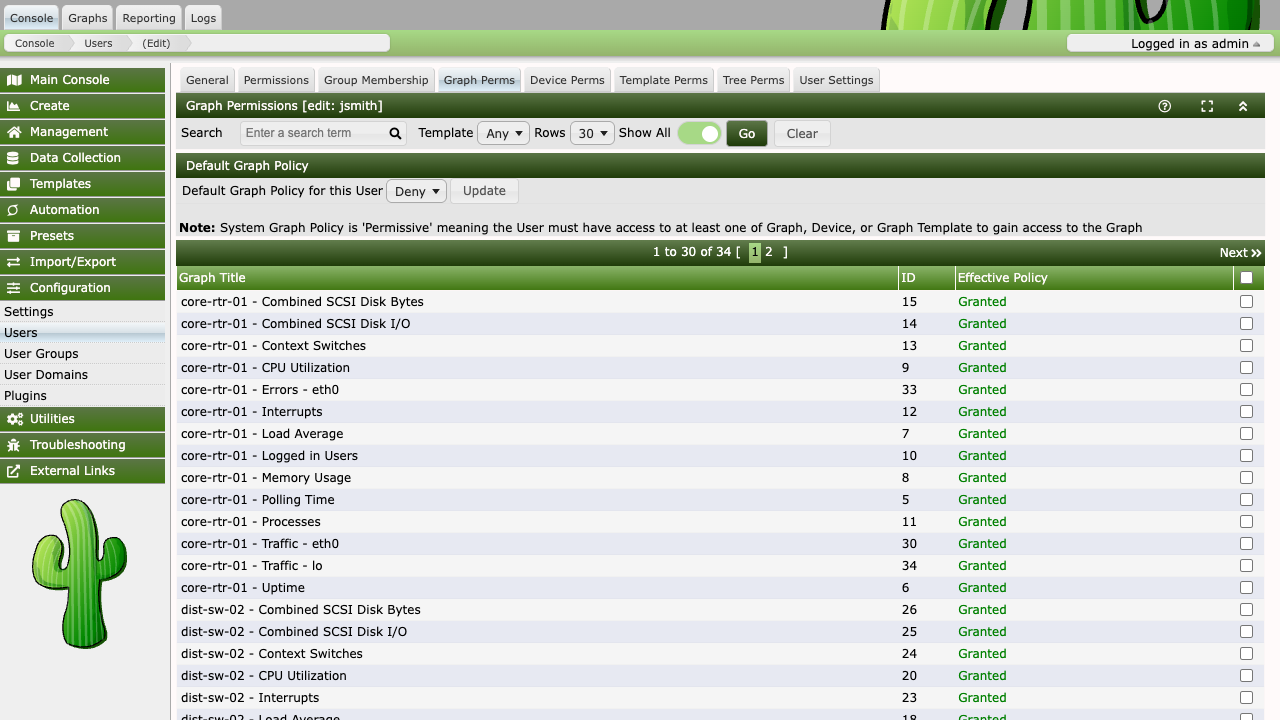 Console Graphs Reporting Logs
Console Users (Edit) Logged in as admin
Main Console
Create
Management
Data Collection
Templates
Automation
Presets
Import/Export
Configuration
Settings
Users
User Groups
User Domains
Plugins
Utilities
Troubleshooting
External Links
General Permissions Group Membership Graph Perms Device Perms Template Perms Tree Perms User Settings
Graph Permissions [edit: jsmith]
Search Enter a search term Template Any Rows 30 Show All Go Clear
Default Graph Policy
Default Graph Policy for this User Deny Update
Note: System Graph Policy is 'Permissive' meaning the User must have access to at least one of Graph, Device, or Graph Template to gain access to the Graph
1 to 30 of 34 [ 1 2 ] Next
Graph Title ID Effective Policy
core-rtr-01 - Combined SCSI Disk Bytes 15 Granted
core-rtr-01 - Combined SCSI Disk I/O 14 Granted
core-rtr-01 - Context Switches 13 Granted
core-rtr-01 - CPU Utilization 9 Granted
core-rtr-01 - Errors - eth0 33 Granted
core-rtr-01 - Interrupts 12 Granted
core-rtr-01 - Load Average 7 Granted
core-rtr-01 - Logged in Users 10 Granted
core-rtr-01 - Memory Usage 8 Granted
core-rtr-01 - Polling Time 5 Granted
core-rtr-01 - Processes 11 Granted
core-rtr-01 - Traffic - eth0 30 Granted
core-rtr-01 - Traffic - lo 34 Granted
core-rtr-01 - Uptime 6 Granted
dist-sw-02 - Combined SCSI Disk Bytes 26 Granted
dist-sw-02 - Combined SCSI Disk I/O 25 Granted
dist-sw-02 - Context Switches 24 Granted
dist-sw-02 - CPU Utilization 20 Granted
dist-sw-02 - Interrupts 23 Granted
dist-sw-02 - Load Average 18 Granted